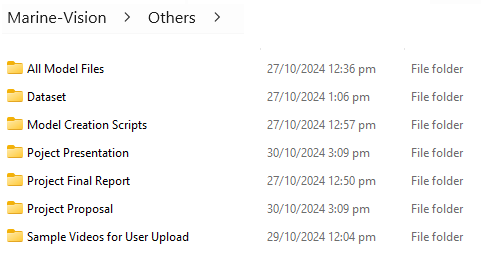 Marine-Vision > Others >
All Model Files 27/10/2024 12:36 pm File folder
Dataset 27/10/2024 1:06 pm File folder
Model Creation Scripts 27/10/2024 12:57 pm File folder
Poject Presentation 30/10/2024 3:09 pm File folder
Project Final Report 27/10/2024 12:50 pm File folder
Project Proposal 30/10/2024 3:09 pm File folder
Sample Videos for User Upload 29/10/2024 12:04 pm File folder